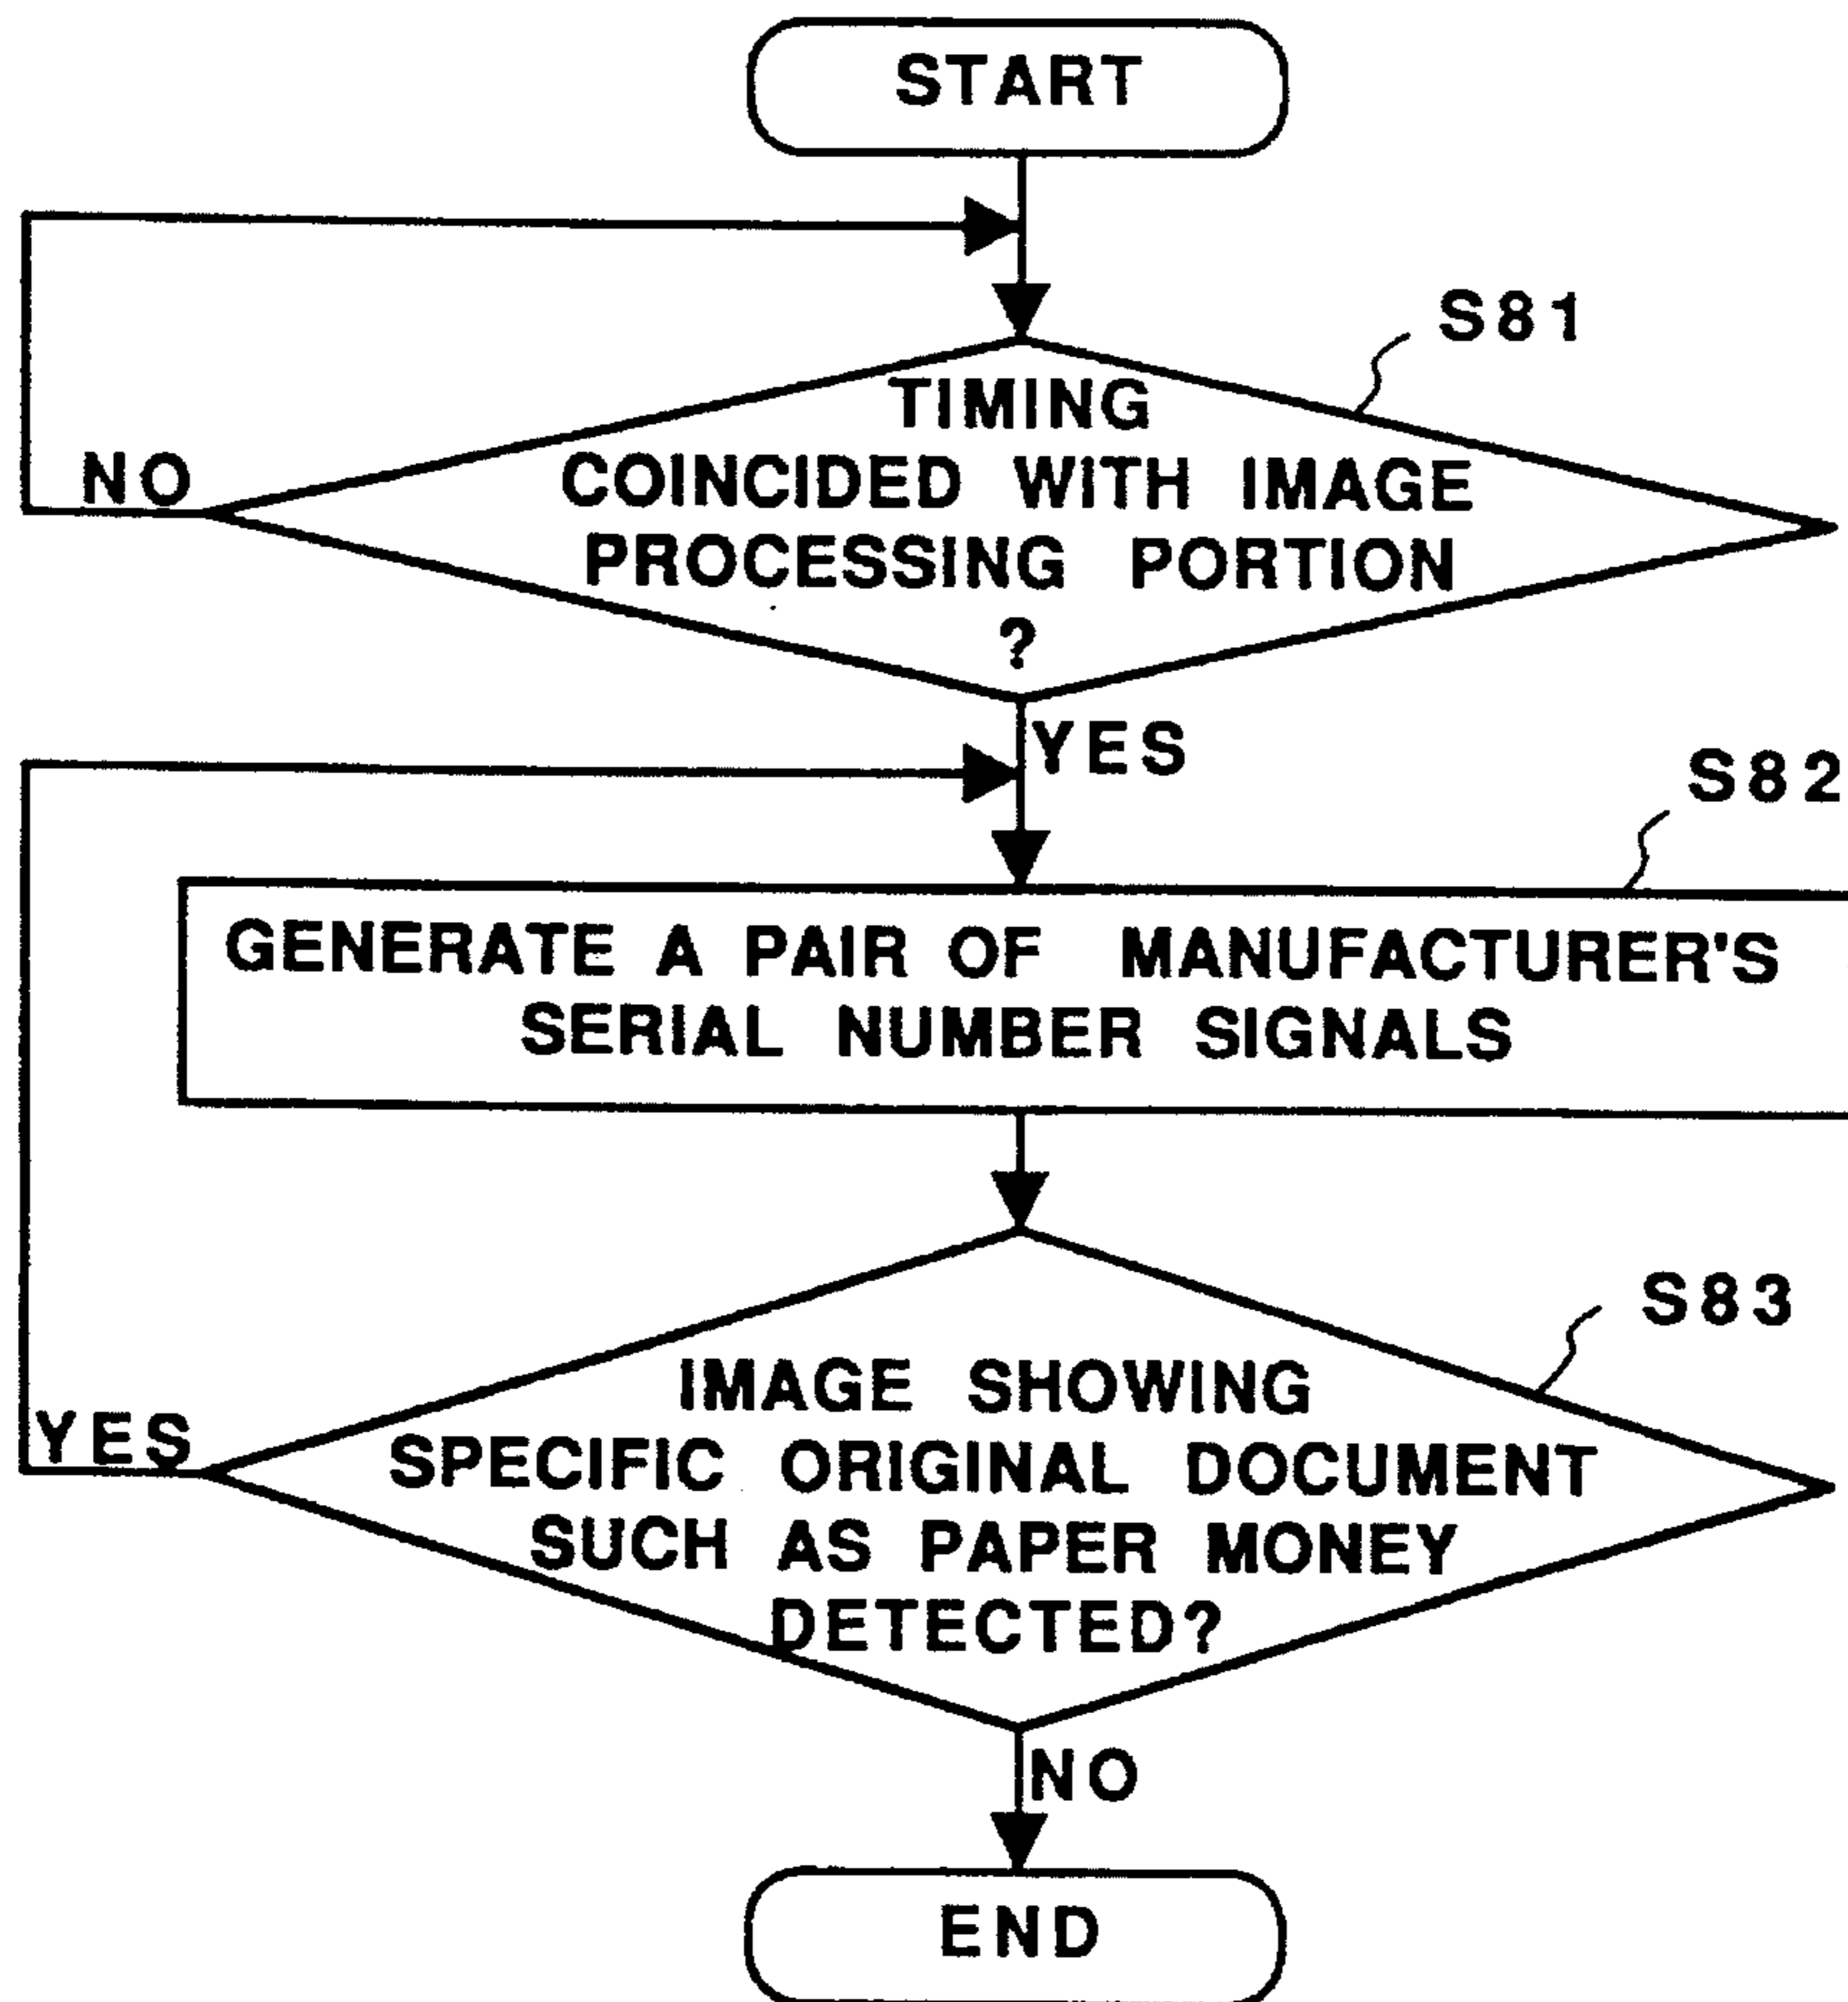 START
S81
TIMING
COINCIDED WITH IMAGE
NO
PROCESSING PORTION
?
YES
S82
GENERATE A PAIR OF MANUFACTURER'S
SERIAL NUMBER SIGNALS
S83
IMAGE SHOWING
YES
SPECIFIC ORIGINAL DOCUMENT
SUCH AS PAPER MONEY
DETECTED?
NO
END